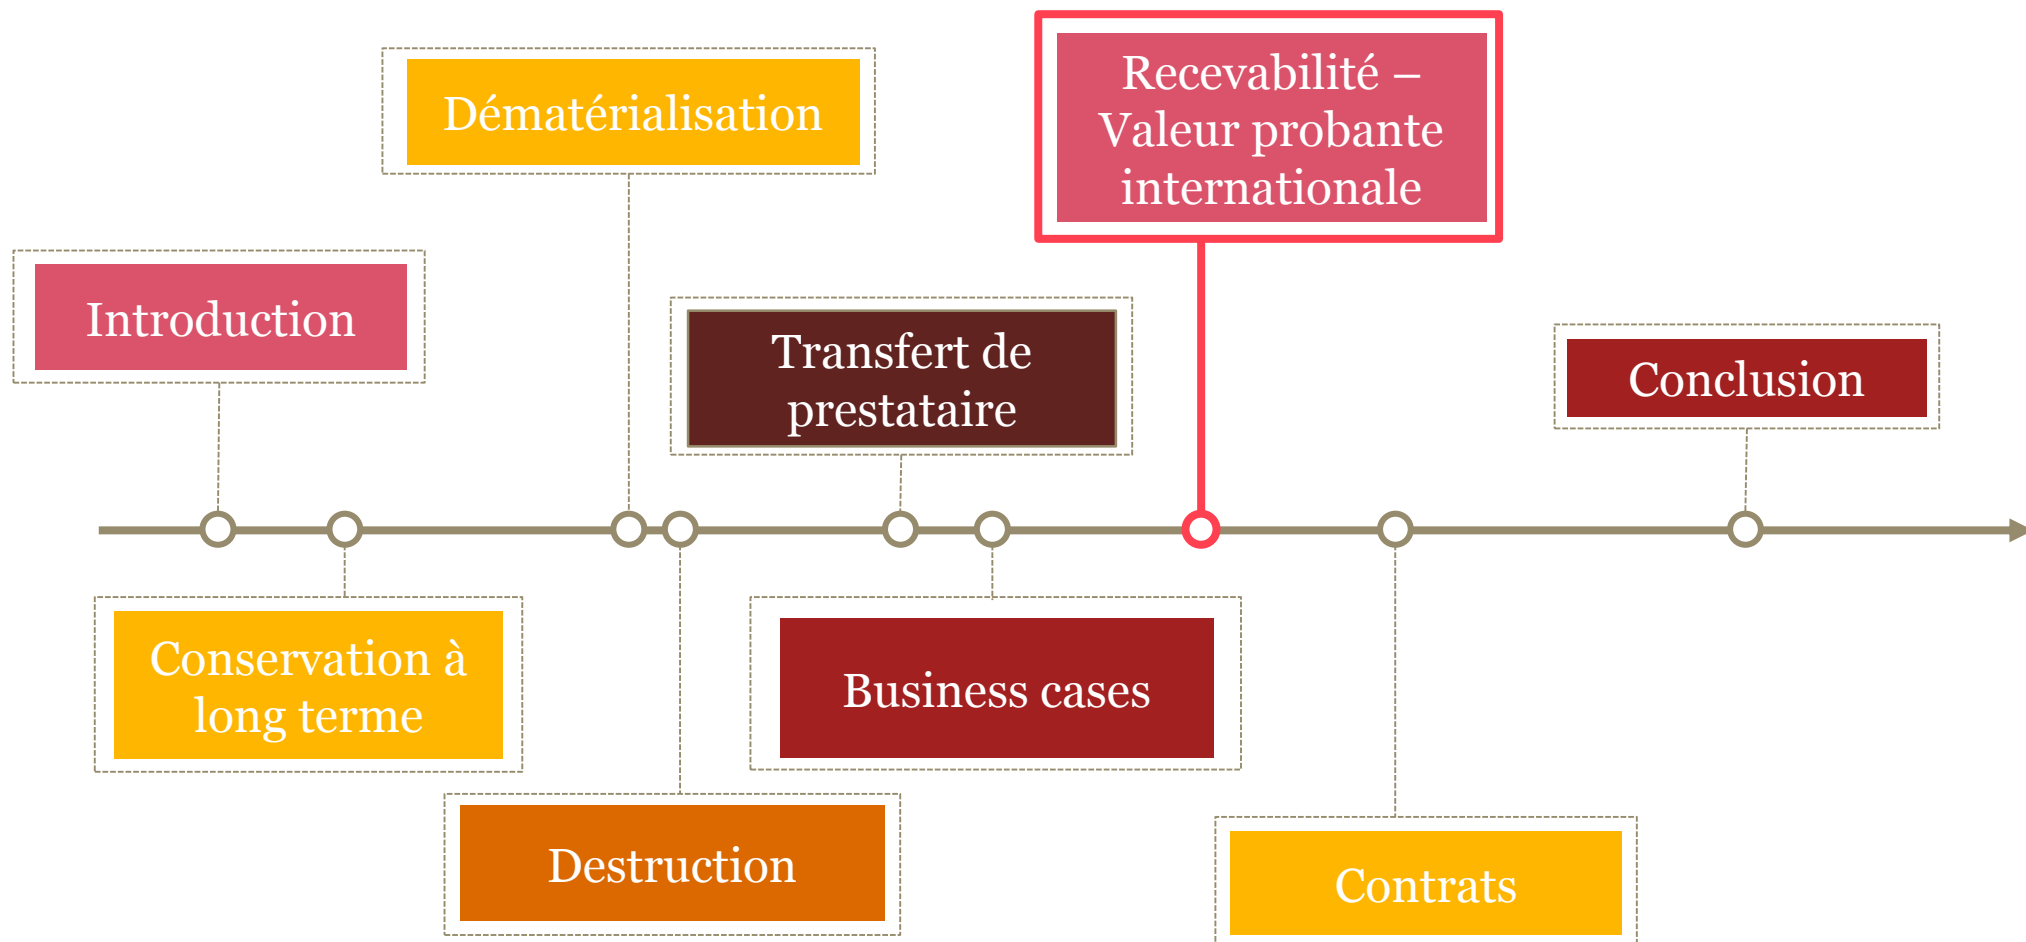 Introduction
Conservation à
long terme
Dématérialisation
Destruction
Transfert de
prestataire
Business cases
Recevabilité –
Valeur probante
internationale
Contrats
Conclusion